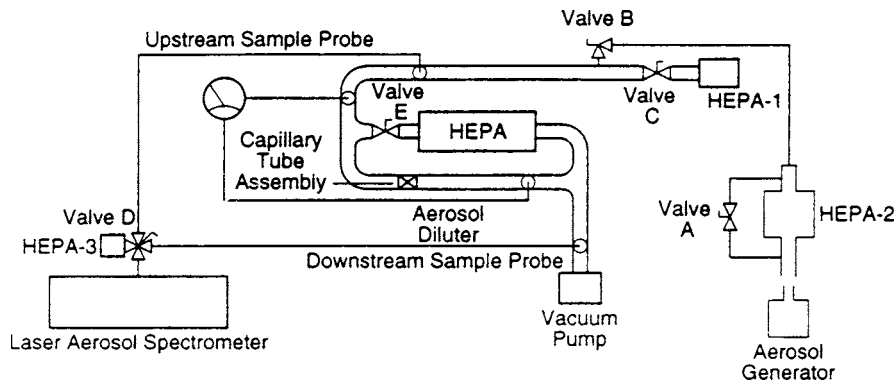 Valve B
Upstream Sample Probe
Valve
E
Valve
C
HEPA-1
HEPA
Capillary
Tube
Assembly
Valve D
HEPA-3
Aerosol
Diluter
Valve
A
HEPA-2
Downstream Sample Probe
Laser Aerosol Spectrometer
Vacuum
Pump
Aerosol
Generator